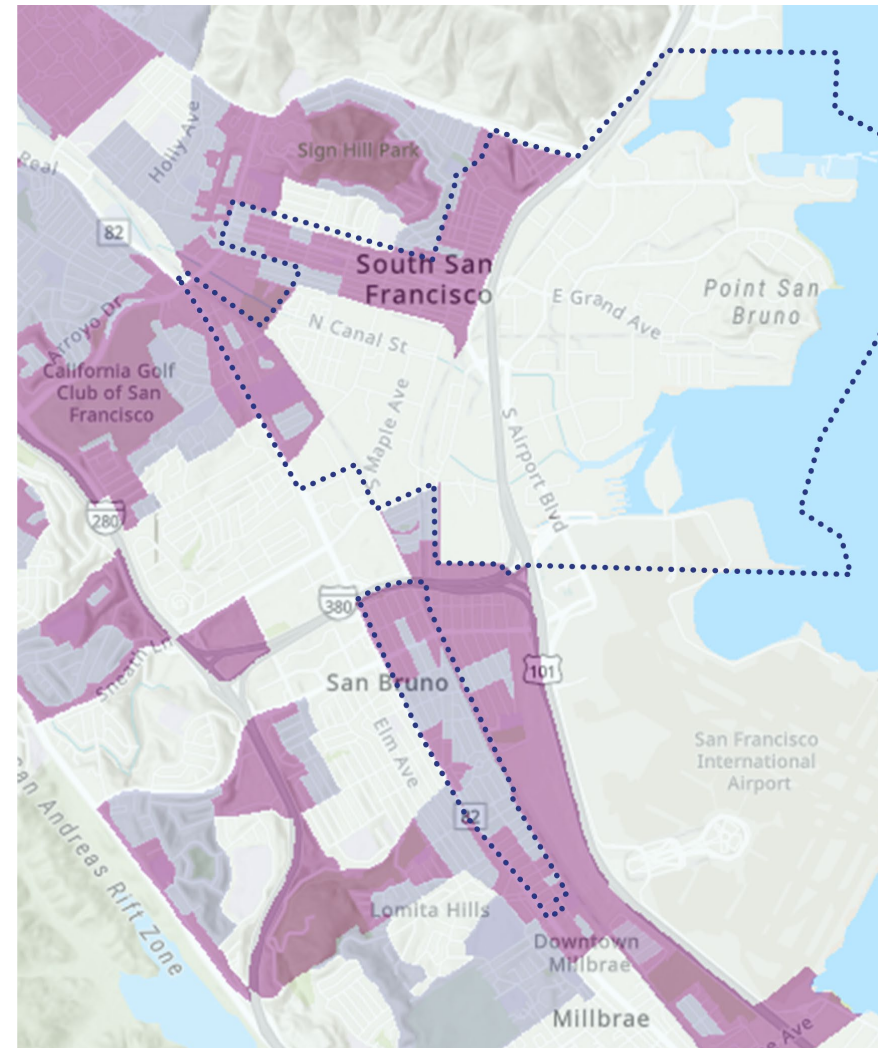 Holly Ave
Sign Hill Park
Real
82
South San
Francisco
E Grand Ave
Point San
Bruno
Arroyo Dr
N Canal St
California Golf
Club of San
Francisco
S Maple Ave
S Airport Blvd
280
380
Sneath Ln
San Bruno
101
Elm Ave
San Francisco
International
Airport
an Andreas Rift Zone
82
Lomita Hills
Downtown
Millbrae
Millbrae
e Ave